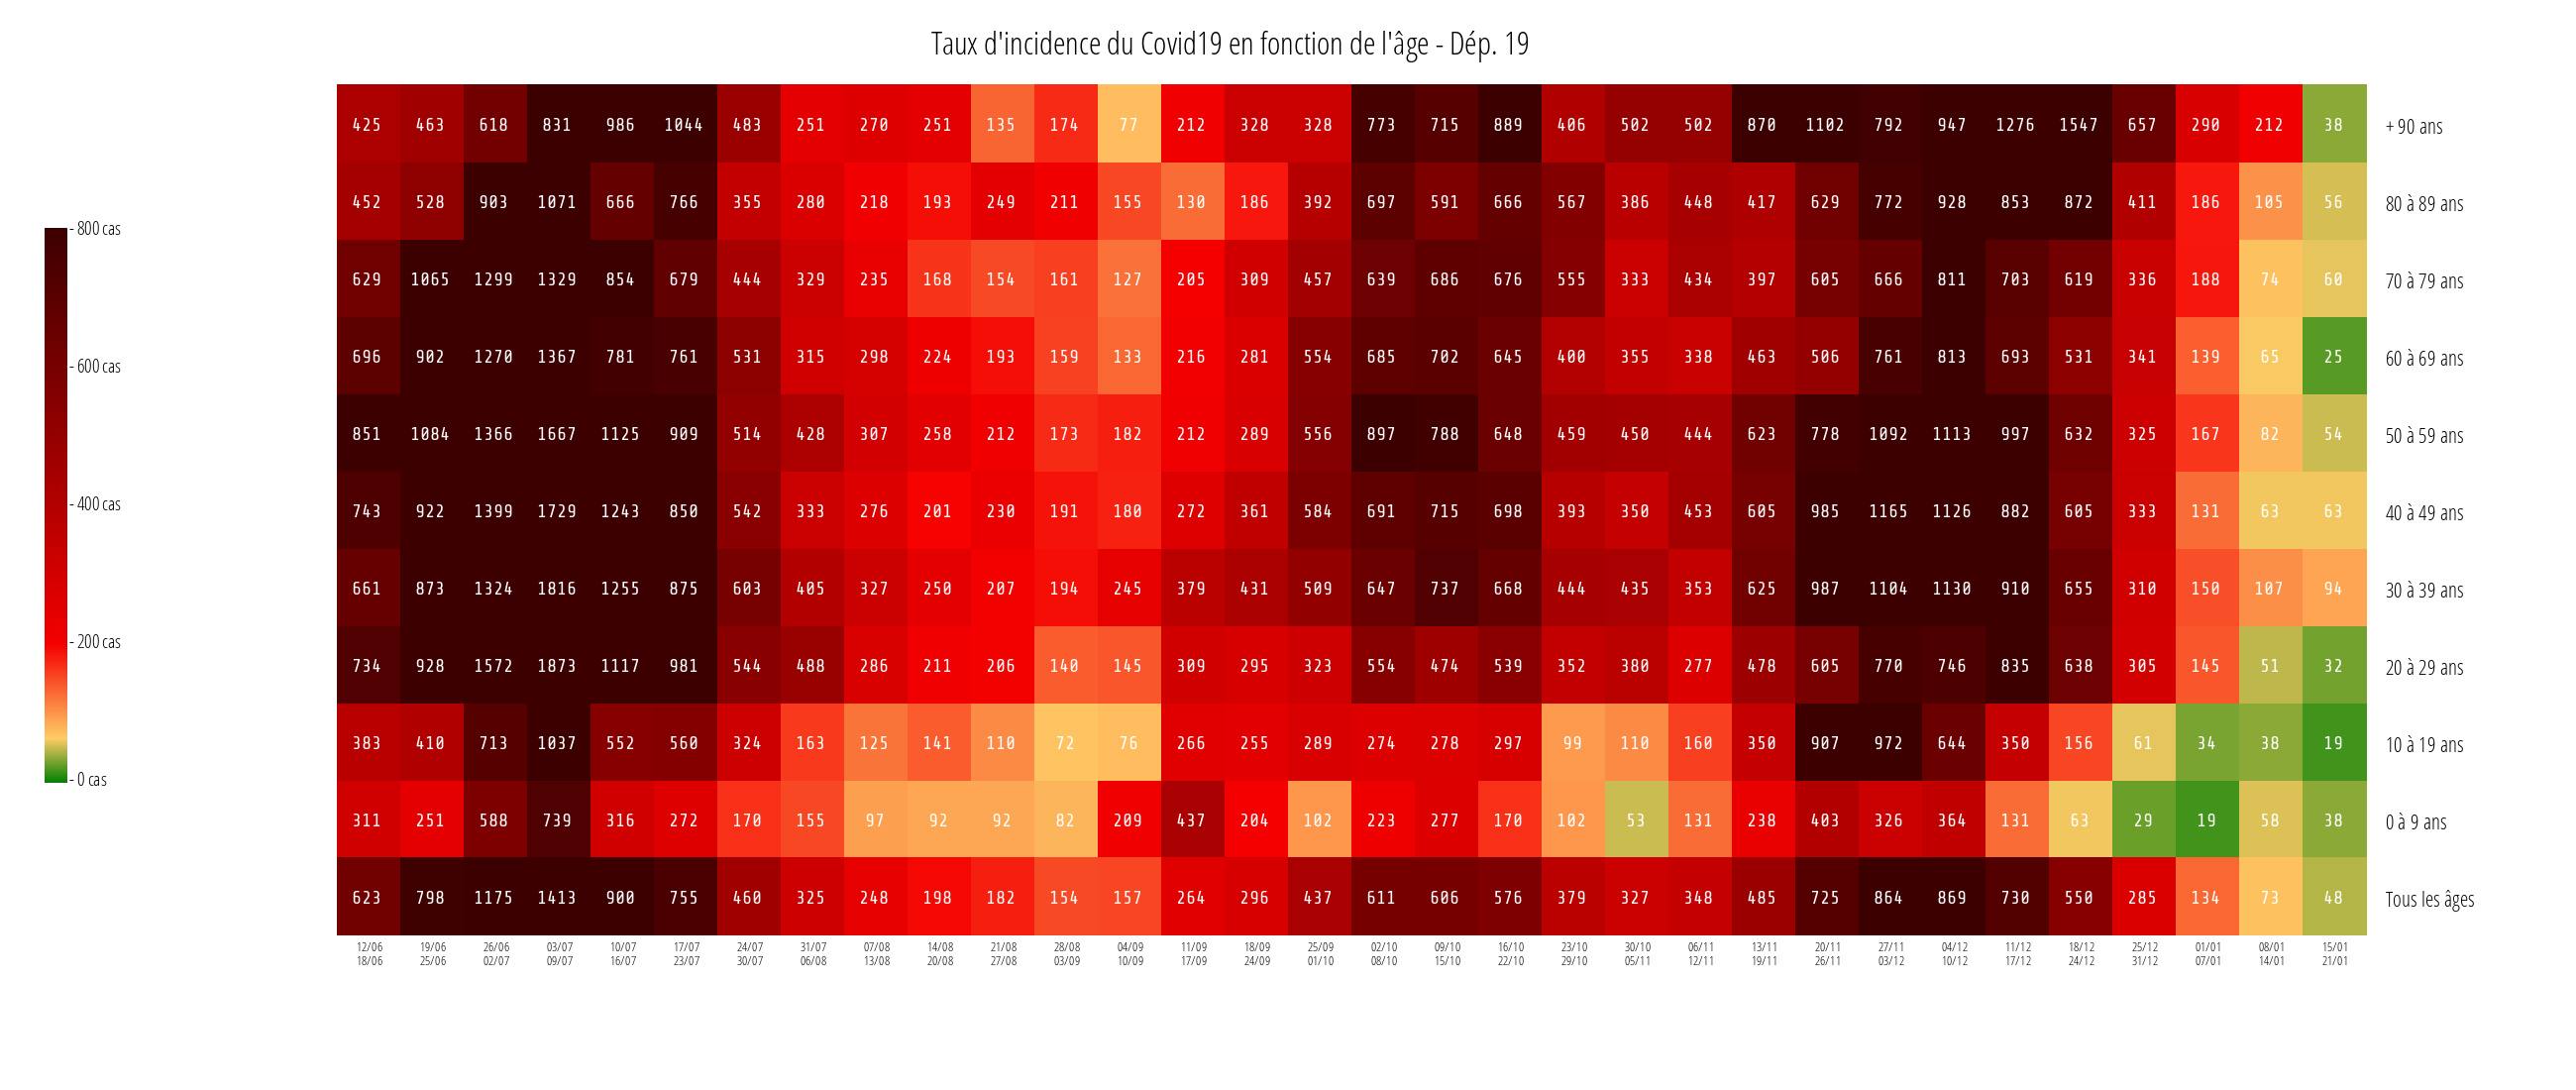 Taux d'incidence du Covid19 en fonction de l'âge - Dép. 19
425 463 618 831 986 1044 483 251 270 251 135 174 77 212 328 328 773 715 889 406 502 502 870 1102 792 947 1276 1547 657 290 212 38 + 90 ans
452 528 903 1071 666 766 355 280 218 193 249 211 155 130 186 392 697 591 666 567 386 448 417 629 772 928 853 872 411 186 105 56 80 à 89 ans
- 800 cas
629 1065 1299 1329 854 679 444 329 235 168 154 161 127 205 309 457 639 686 676 555 333 434 397 605 666 811 703 619 336 188 74 60 70 à 79 ans
696 902 1270 1367 781 761 531 315 298 224 193 159 133 216 281 554 685 702 645 400 355 338 463 506 761 813 693 531 341 139 65 25 60 à 69 ans
- 600 cas
851 1084 1366 1667 1125 909 514 428 307 258 212 173 182 212 289 556 897 788 648 459 450 444 623 778 1092 1113 997 632 325 167 82 54 50 à 59 ans
- 400 cas
743 922 1399 1729 1243 850 542 333 276 201 230 191 180 272 361 584 691 715 698 393 350 453 605 985 1165 1126 882 605 333 131 63 63 40 à 49 ans
661 873 1324 1816 1255 875 603 405 327 250 207 194 245 379 431 509 647 737 668 444 435 353 625 987 1104 1130 910 655 310 150 107 94 30 à 39 ans
- 200 cas
734 928 1572 1873 1117 981 544 488 286 211 206 140 145 309 295 323 554 474 539 352 380 277 478 605 770 746 835 638 305 145 51 32 20 à 29 ans
383 410 713 1037 552 560 324 163 125 141 110 72 76 266 255 289 274 278 297 99 110 160 350 907 972 644 350 156 61 34 38 19 10 à 19 ans
- 0 cas
311 251 588 739 316 272 170 155 97 92 92 82 209 437 204 102 223 277 170 102 53 131 238 403 326 364 131 63 29 19 58 38 0 à 9 ans
623 798 1175 1413 900 755 460 325 248 198 182 154 157 264 296 437 611 606 576 379 327 348 485 725 864 869 730 550 285 134 73 48 Tous les âges
12/06 19/06 26/06 03/07 10/07 17/07 24/07 31/07 07/08 14/08 21/08 28/08 04/09 11/09 18/09 25/09 02/10 09/10 16/10 23/10 30/10 06/11 13/11 20/11 27/11 04/12 11/12 18/12 25/12 01/01 08/01 15/01
18/06 25/06 02/07 09/07 16/07 23/07 30/07 06/08 13/08 20/08 27/08 03/09 10/09 17/09 24/09 01/10 08/10 15/10 22/10 29/10 05/11 12/11 19/11 26/11 03/12 10/12 17/12 24/12 31/12 07/01 14/01 21/01